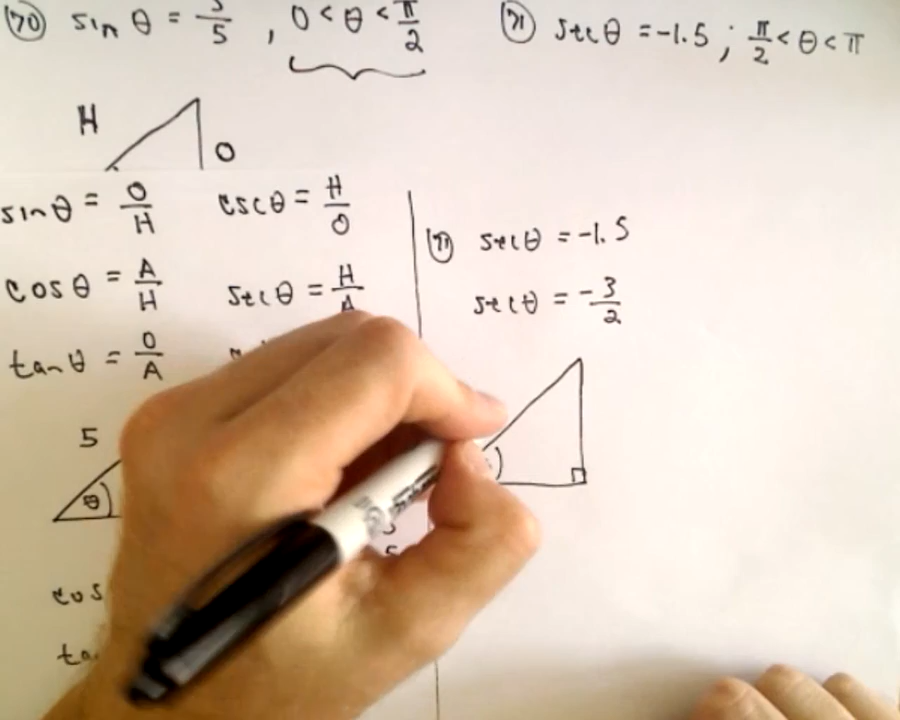 (70) sin θ = 3/5 , 0 < θ < π/2
(71) sec θ = -1.5 ; π/2 < θ < π
H
O
sin θ = O/H csc θ = H/O
cos θ = A/H sec θ = H/A
tan θ = O/A
(71) sec θ = -1.5
sec θ = -3/2
5
θ
cos